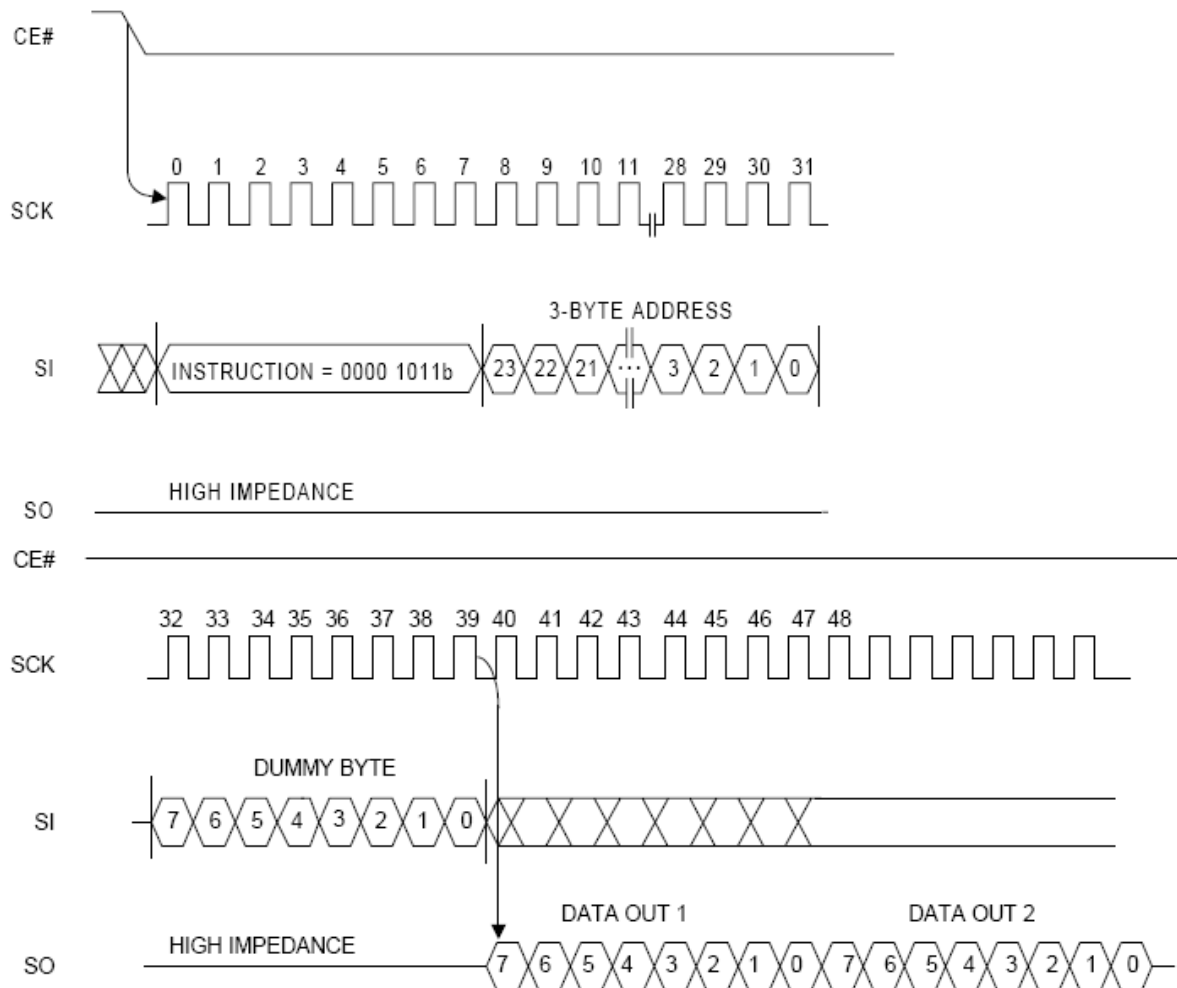 CE#
0 1 2 3 4 5 6 7 8 9 10 11 28 29 30 31
SCK
3-BYTE ADDRESS
SI INSTRUCTION = 0000 1011b 23 22 21 ... 3 2 1 0
HIGH IMPEDANCE
SO
CE#
32 33 34 35 36 37 38 39 40 41 42 43 44 45 46 47 48
SCK
DUMMY BYTE
SI 7 6 5 4 3 2 1 0
DATA OUT 1 DATA OUT 2
HIGH IMPEDANCE
SO 7 6 5 4 3 2 1 0 7 6 5 4 3 2 1 0